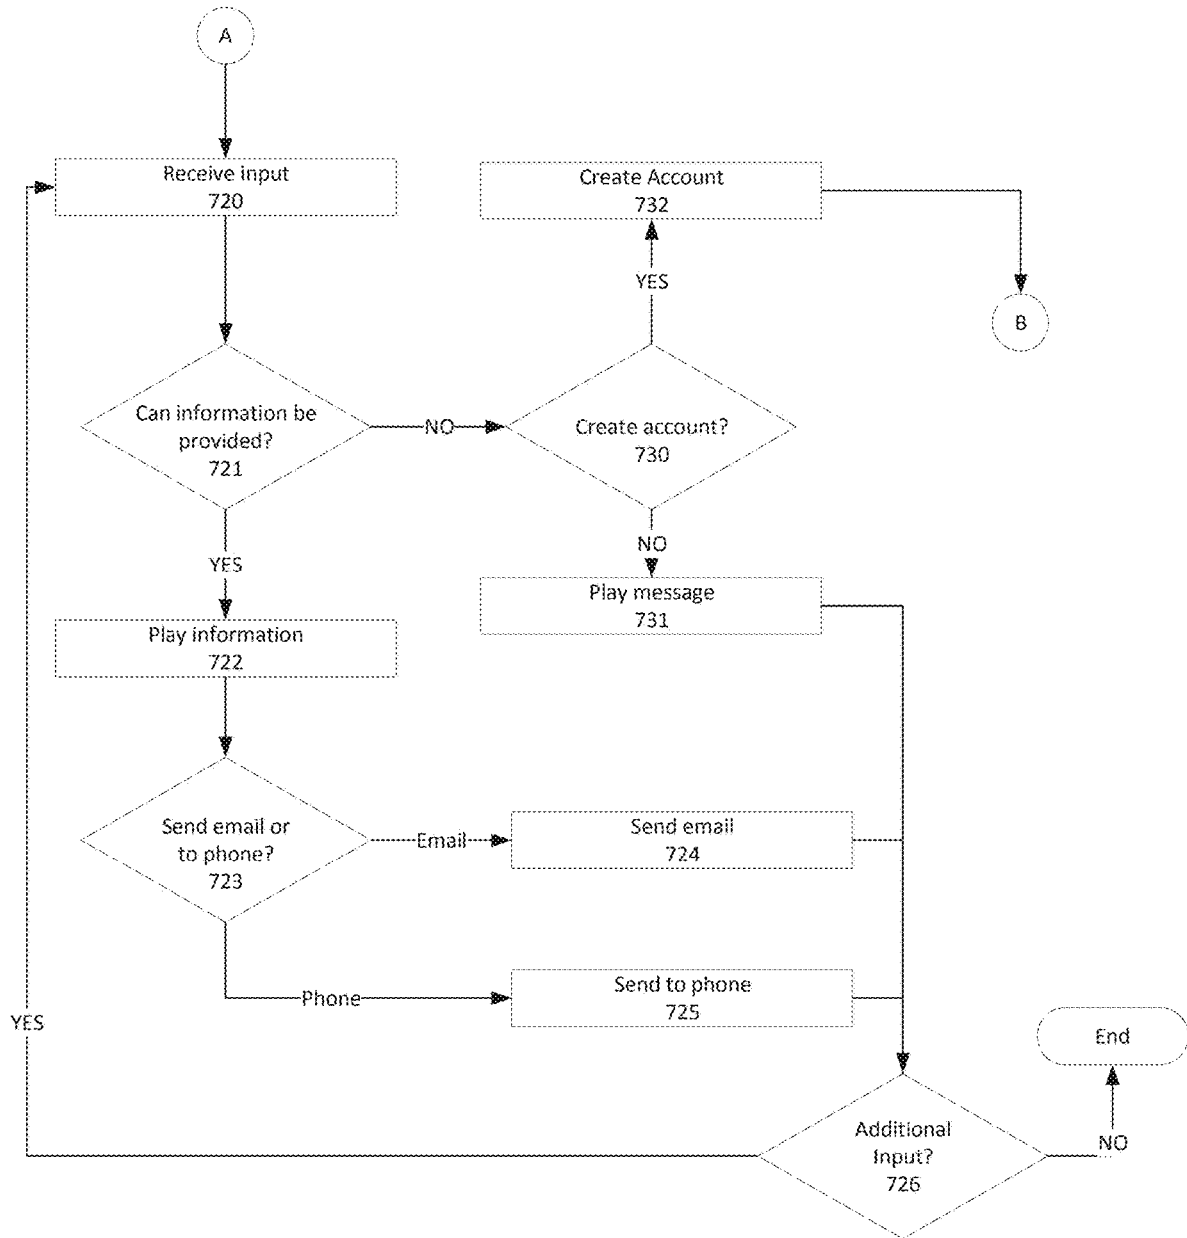 A
Receive input
720
Create Account
732
YES
B
Can information be
provided?
721
NO
Create account?
730
YES
NO
Play message
731
Play information
722
Send email or
to phone?
723
Email
Send email
724
Phone
Send to phone
725
YES
End
Additional
Input?
726
NO